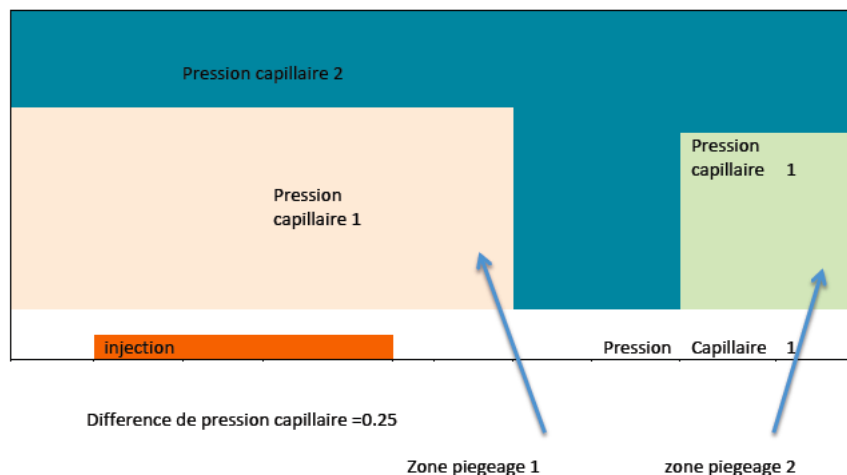 Pression capillaire 2
Pression
capillaire 1
Pression
capillaire 1
injection
Pression Capillaire 1
Difference de pression capillaire =0.25
Zone piegeage 1
zone piegeage 2